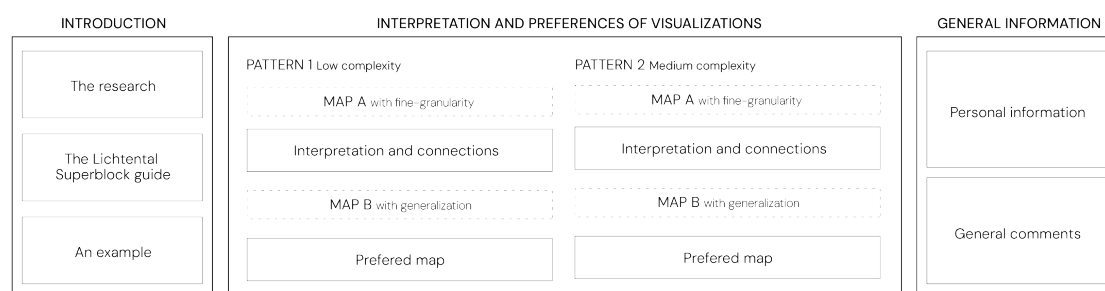 INTRODUCTION
The research
The Lichtental
Superblock guide
An example
INTERPRETATION AND PREFERENCES OF VISUALIZATIONS
PATTERN 1 Low complexity
MAP A with fine-granularity
Interpretation and connections
MAP B with generalization
Prefered map
PATTERN 2 Medium complexity
MAP A with fine-granularity
Interpretation and connections
MAP B with generalization
Prefered map
GENERAL INFORMATION
Personal information
General comments